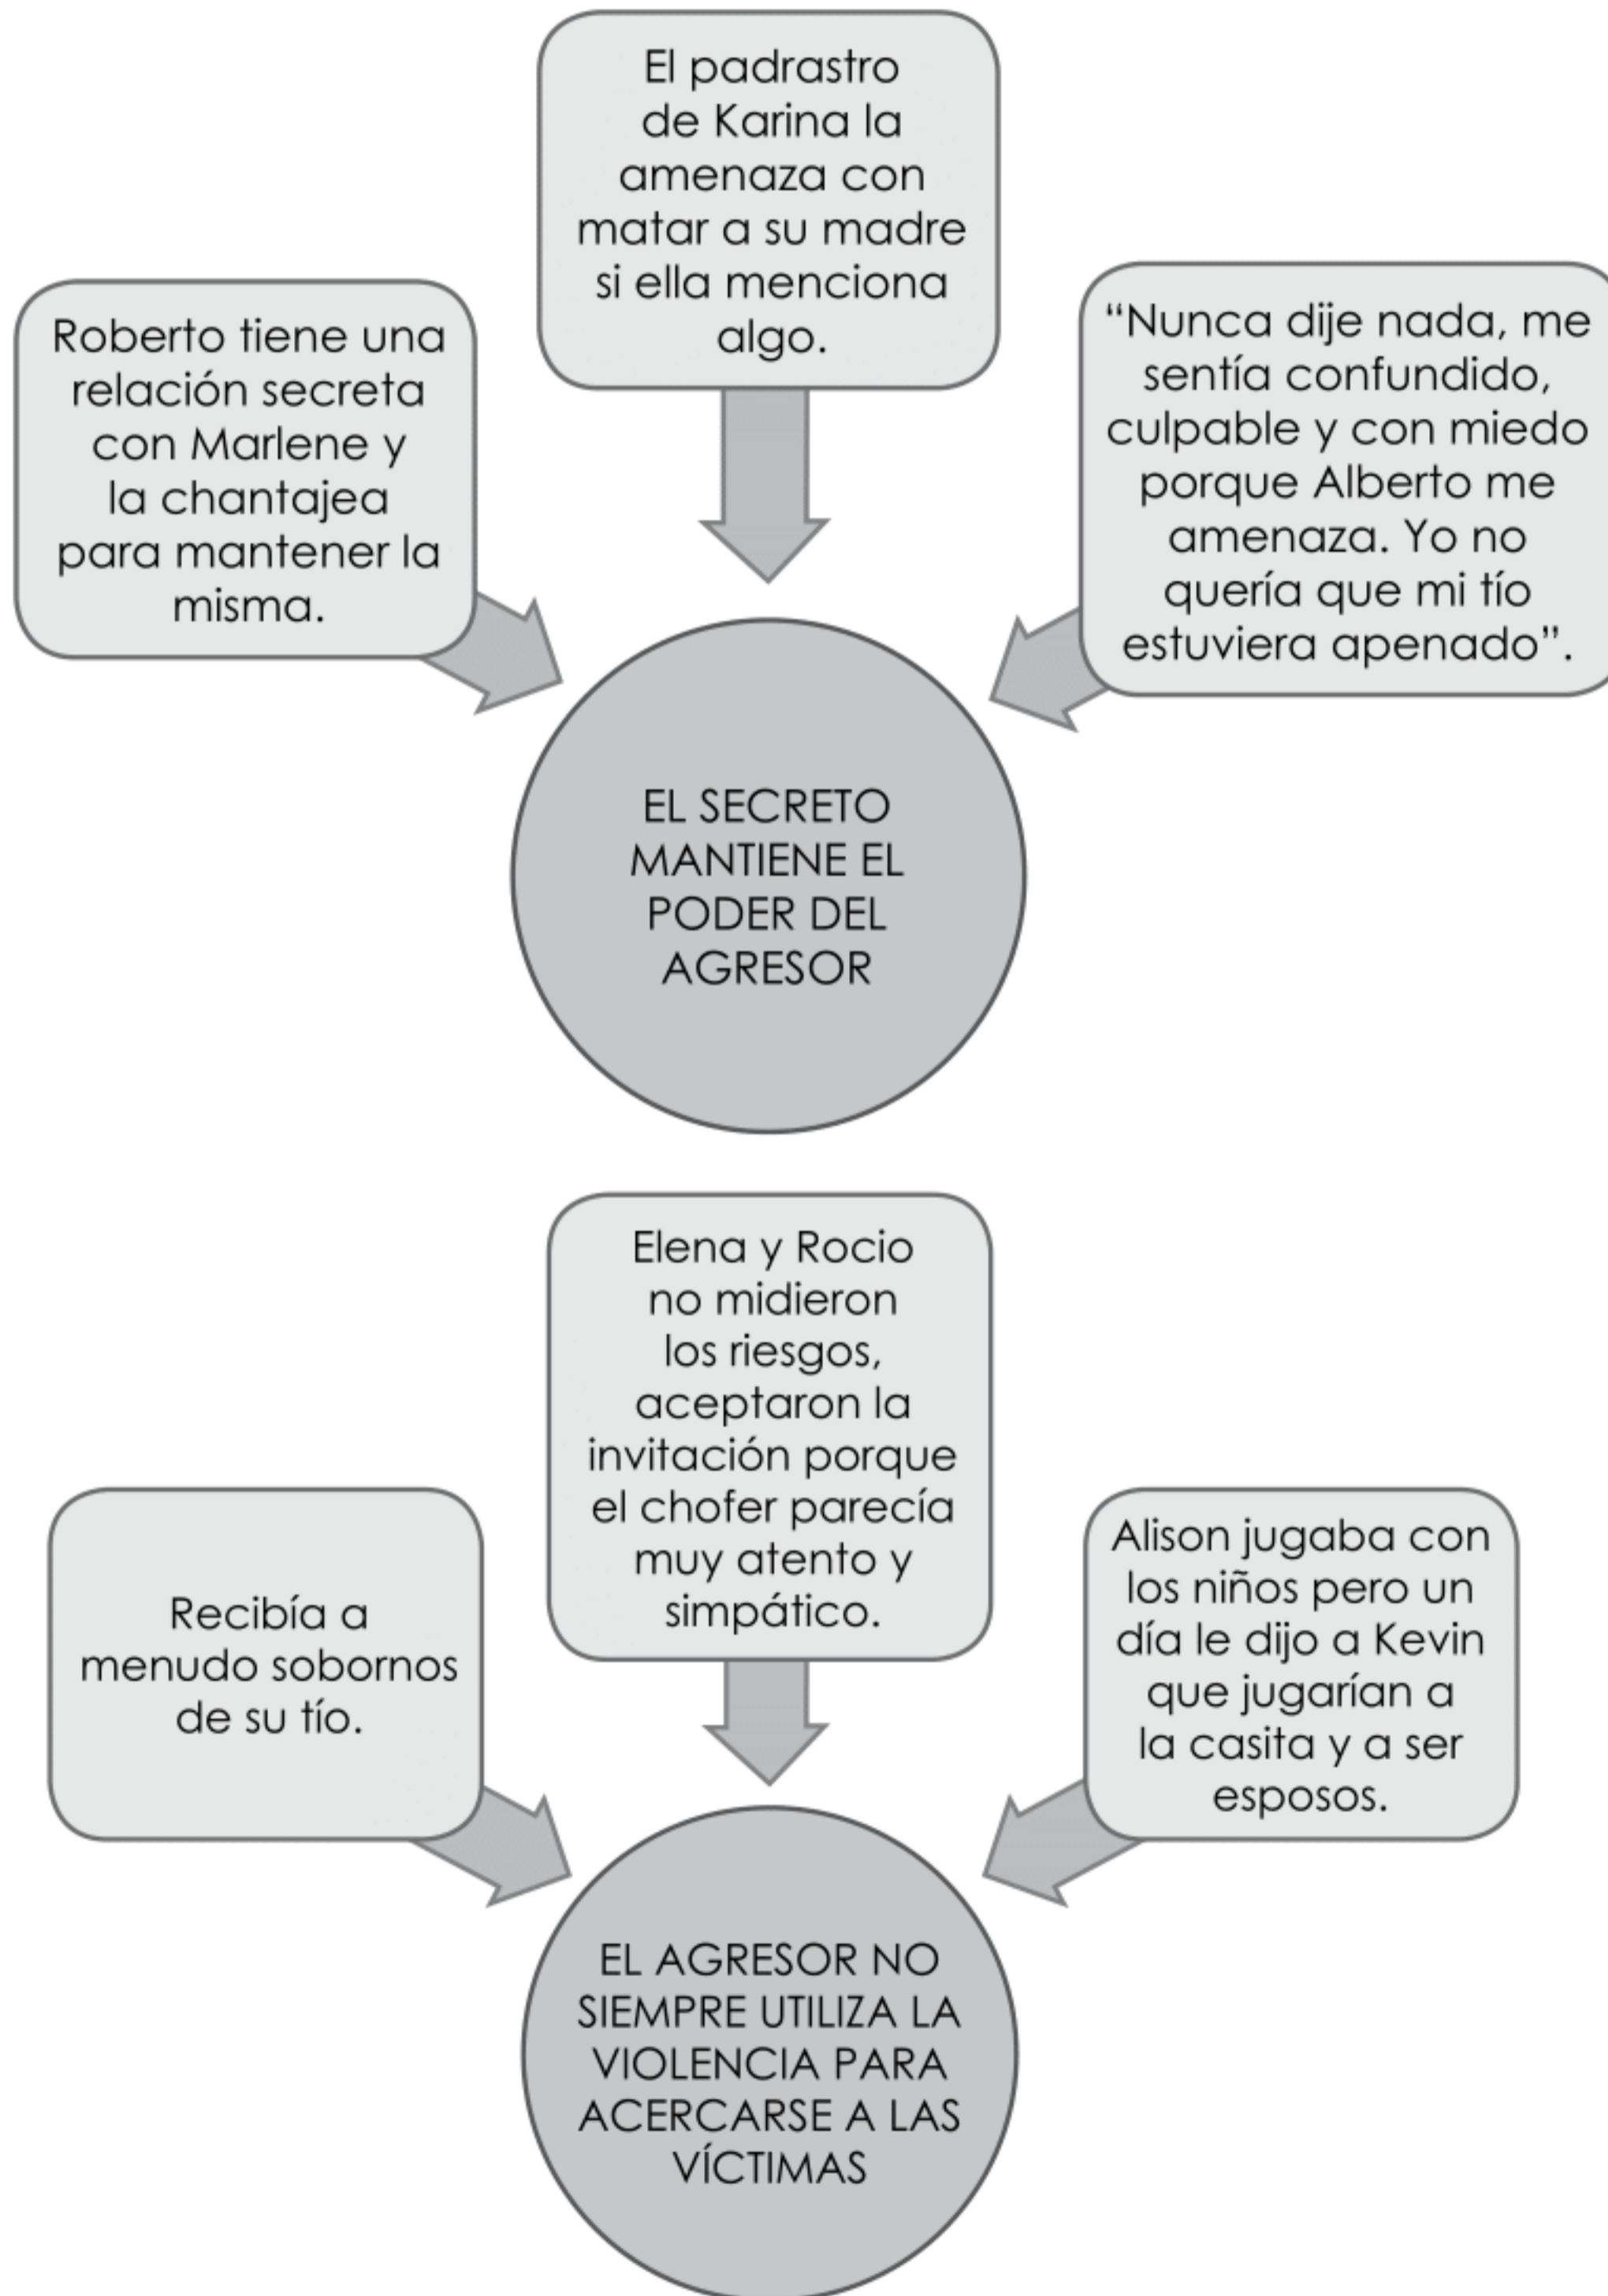 El padrastro
de Karina la
amenaza con
matar a su madre
si ella menciona
algo.
Roberto tiene una
relación secreta
con Marlene y
la chantajea
para mantener la
misma.
“Nunca dije nada, me
sentía confundido,
culpable y con miedo
porque Alberto me
amenaza. Yo no
quería que mi tío
estuviera apenado”.
EL SECRETO
MANTIENE EL
PODER DEL
AGRESOR
Elena y Rocio
no midieron
los riesgos,
aceptaron la
invitación porque
el chofer parecía
muy atento y
simpático.
Recibía a
menudo sobornos
de su tío.
Alison jugaba con
los niños pero un
día le dijo a Kevin
que jugarían a
la casita y a ser
esposos.
EL AGRESOR NO
SIEMPRE UTILIZA LA
VIOLENCIA PARA
ACERCARSE A LAS
VÍCTIMAS